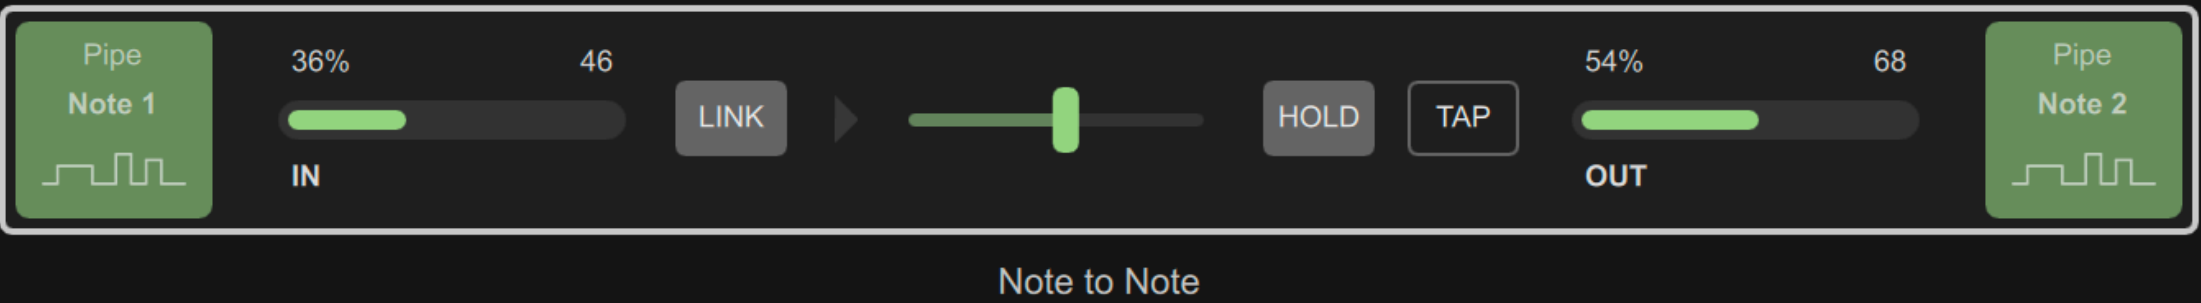 Pipe
Note 1
36% 46
IN
LINK
HOLD
TAP
54% 68
OUT
Pipe
Note 2
Note to Note